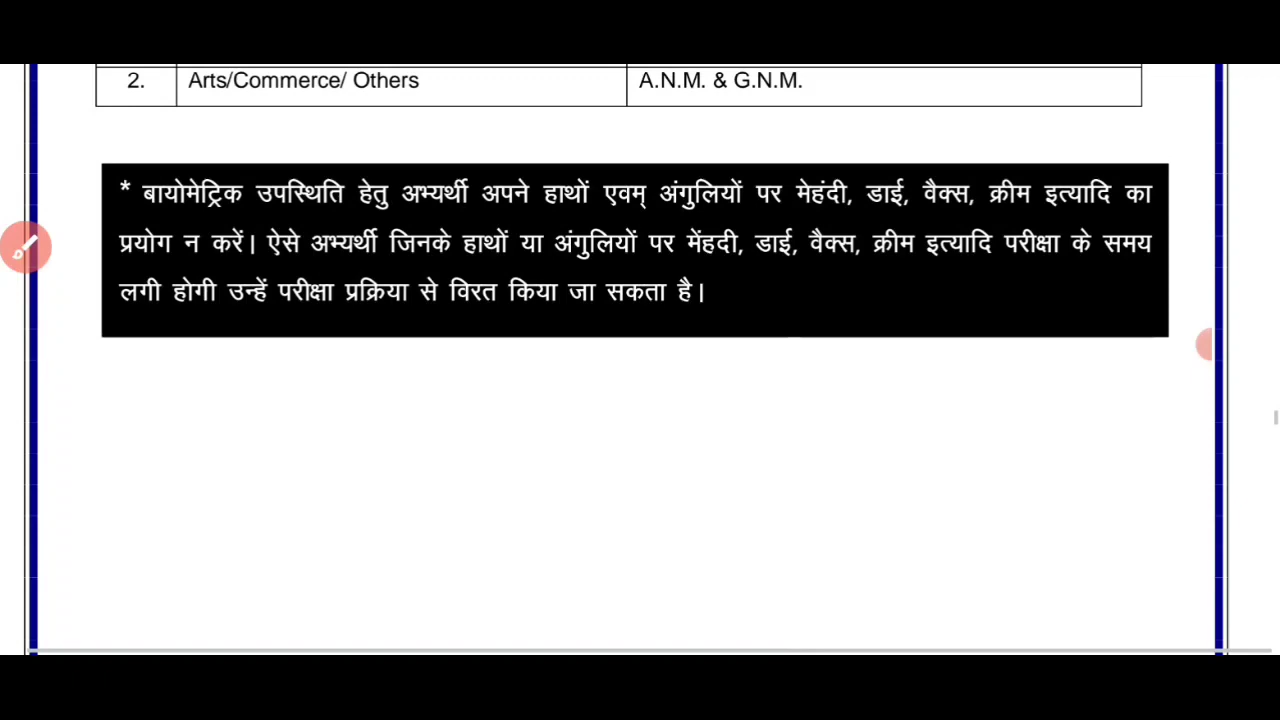 2. Arts/Commerce/ Others A.N.M. & G.N.M.
* बायोमेट्रिक उपस्थिति हेतु अभ्यर्थी अपने हाथों एवम् अंगुलियों पर मेहंदी, डाई, वैक्स, क्रीम इत्यादि का
प्रयोग न करें। ऐसे अभ्यर्थी जिनके हाथों या अंगुलियों पर मेंहदी, डाई, वैक्स, क्रीम इत्यादि परीक्षा के समय
लगी होगी उन्हें परीक्षा प्रक्रिया से विरत किया जा सकता है।